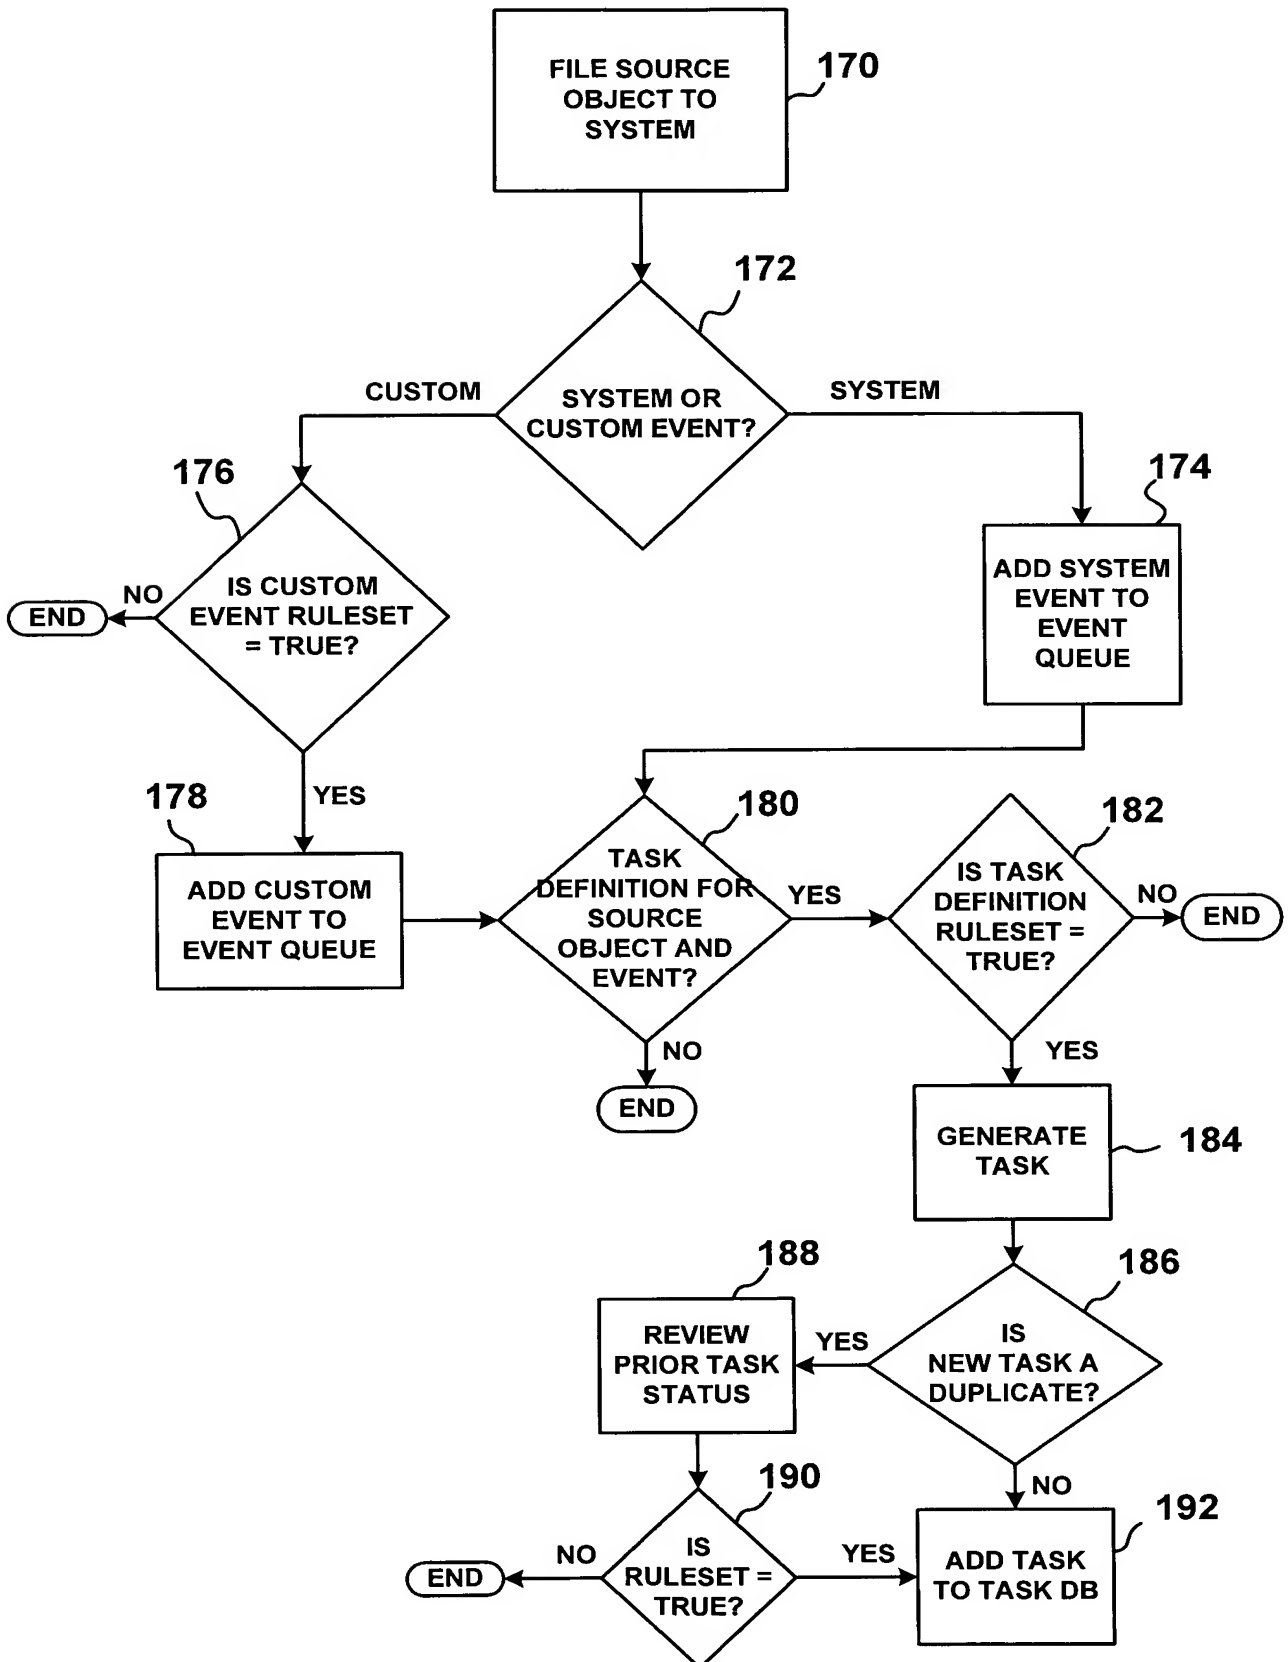 FILE SOURCE
OBJECT TO
SYSTEM
170
172
CUSTOM
SYSTEM OR
CUSTOM EVENT?
SYSTEM
176
174
IS CUSTOM
EVENT RULESET
= TRUE?
NO
END
ADD SYSTEM
EVENT TO
EVENT
QUEUE
YES
178
ADD CUSTOM
EVENT TO
EVENT QUEUE
180
TASK
DEFINITION FOR
SOURCE
OBJECT AND
EVENT?
YES
182
IS TASK
DEFINITION
RULESET =
TRUE?
NO
END
NO
END
YES
GENERATE
TASK
184
188
REVIEW
PRIOR TASK
STATUS
YES
186
IS
NEW TASK A
DUPLICATE?
NO
190
IS
RULESET =
TRUE?
NO
END
YES
192
ADD TASK
TO TASK DB